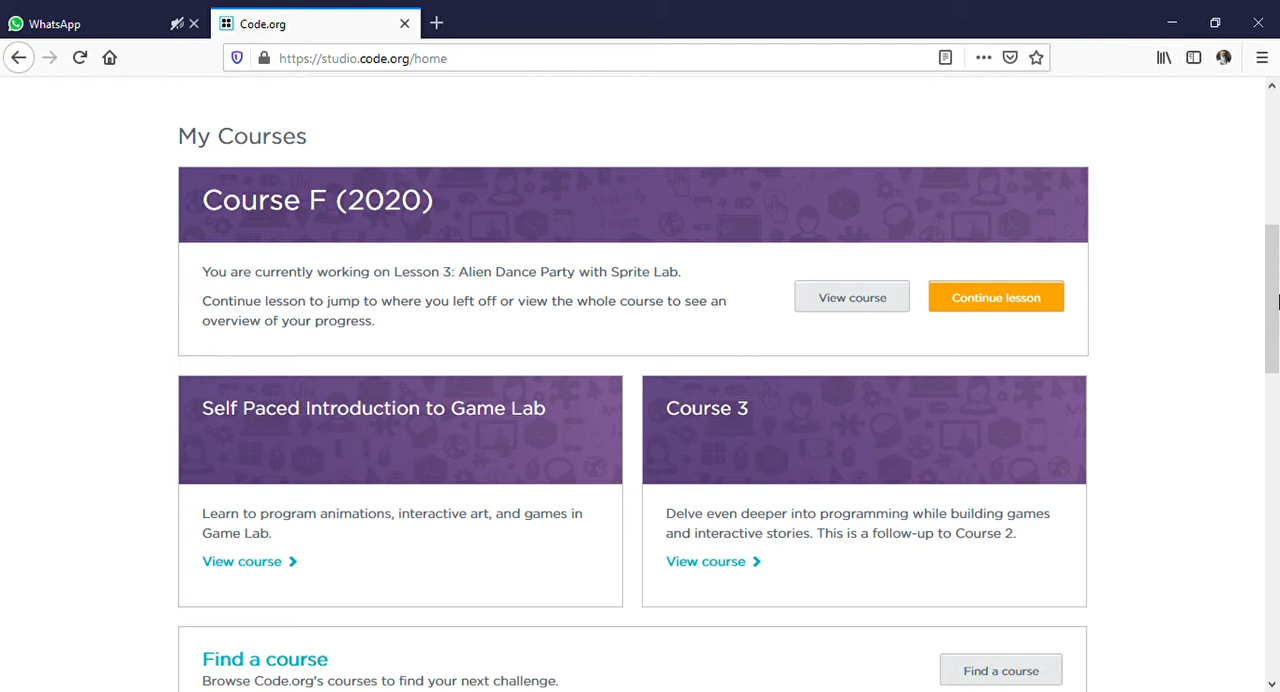 WhatsApp
Code.org
https://studio.code.org/home
My Courses
Course F (2020)
You are currently working on Lesson 3: Alien Dance Party with Sprite Lab.
Continue lesson to jump to where you left off or view the whole course to see an
overview of your progress.
View course
Continue lesson
Self Paced Introduction to Game Lab
Learn to program animations, interactive art, and games in
Game Lab.
View course
Course 3
Delve even deeper into programming while building games
and interactive stories. This is a follow-up to Course 2.
View course
Find a course
Browse Code.org's courses to find your next challenge.
Find a course